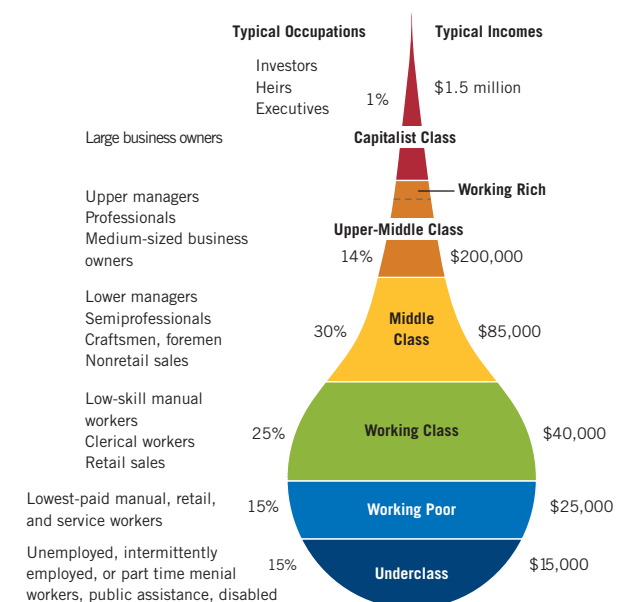 Typical Occupations
Typical Incomes
Investors
Heirs
Executives
1%
$1.5 million
Large business owners
Capitalist Class
Working Rich
Upper managers
Professionals
Medium-sized business
owners
Upper-Middle Class
14%
$200,000
Lower managers
Semiprofessionals
Craftsmen, foremen
Nonretail sales
30%
Middle
Class
$85,000
Low-skill manual
workers
Clerical workers
Retail sales
25%
Working Class
$40,000
Lowest-paid manual, retail,
and service workers
15%
Working Poor
$25,000
Unemployed, intermittently
employed, or part time menial
workers, public assistance, disabled
15%
Underclass
$15,000